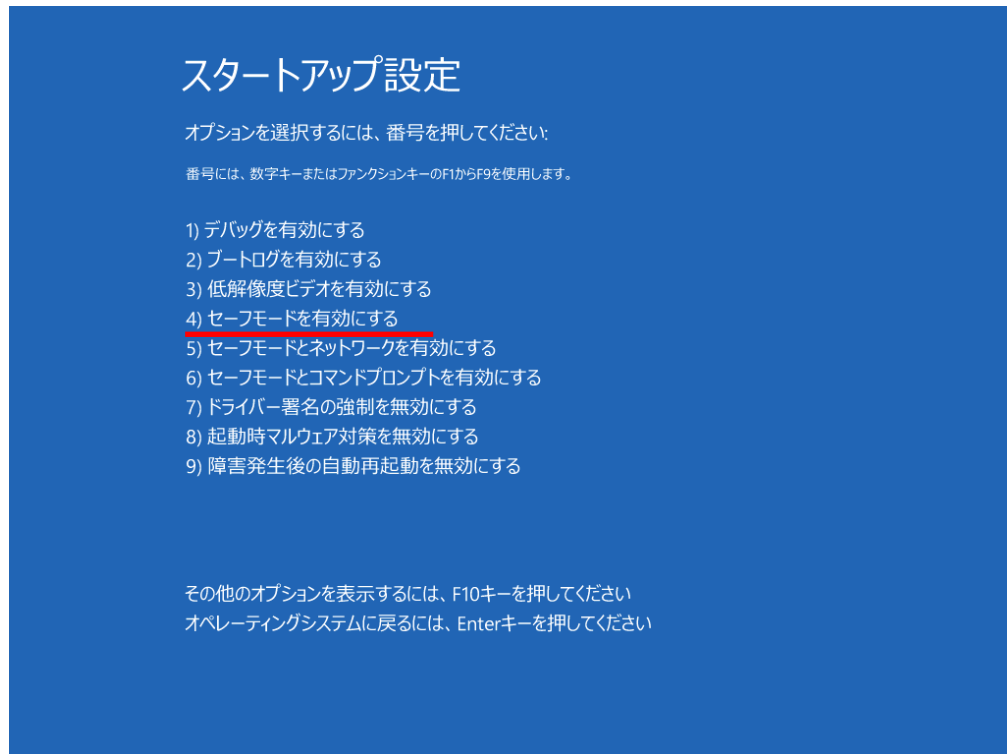 スタートアップ設定
オプションを選択するには、番号を押してください:
番号には、数字キーまたはファンクションキーのF1からF9を使用します。
1) デバッグを有効にする
2) ブートログを有効にする
3) 低解像度ビデオを有効にする
4) セーフモードを有効にする
5) セーフモードとネットワークを有効にする
6) セーフモードとコマンドプロンプトを有効にする
7) ドライバー署名の強制を無効にする
8) 起動時マルウェア対策を無効にする
9) 障害発生後の自動再起動を無効にする
その他のオプションを表示するには、F10キーを押してください
オペレーティングシステムに戻るには、Enterキーを押してください